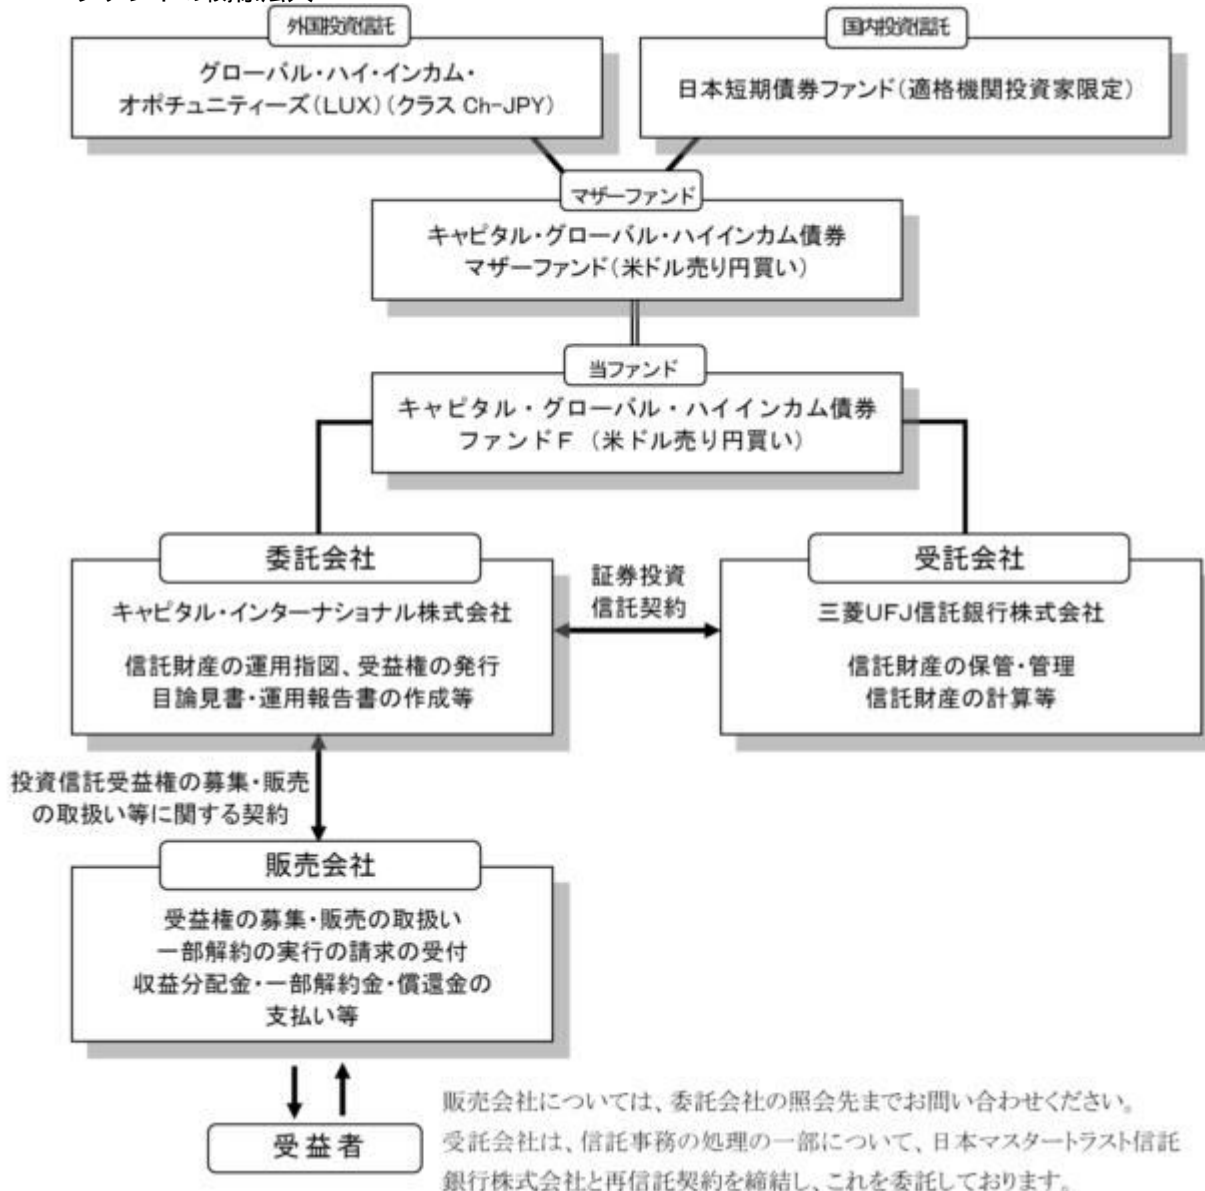 外国投資信託
グローバル・ハイ・インカム・
オポチュニティーズ(LUX)(クラス Ch-JPY)
国内投資信託
日本短期債券ファンド(適格機関投資家限定)
マザーファンド
キャピタル・グローバル・ハイインカム債券
マザーファンド(米ドル売り円買い)
当ファンド
キャピタル・グローバル・ハイインカム債券
ファンドF (米ドル売り円買い)
委託会社
キャピタル・インターナショナル株式会社
信託財産の運用指図、受益権の発行
目論見書・運用報告書の作成等
証券投資
信託契約
受託会社
三菱UFJ信託銀行株式会社
信託財産の保管・管理
信託財産の計算等
投資信託受益権の募集・販売
の取扱い等に関する契約
販売会社
受益権の募集・販売の取扱い
一部解約の実行の請求の受付
収益分配金・一部解約金・償還金の
支払い等
受益者
販売会社については、委託会社の照会先までお問い合わせください。
受託会社は、信託事務の処理の一部について、日本マスタートラスト信託
銀行株式会社と再信託契約を締結し、これを委託しております。